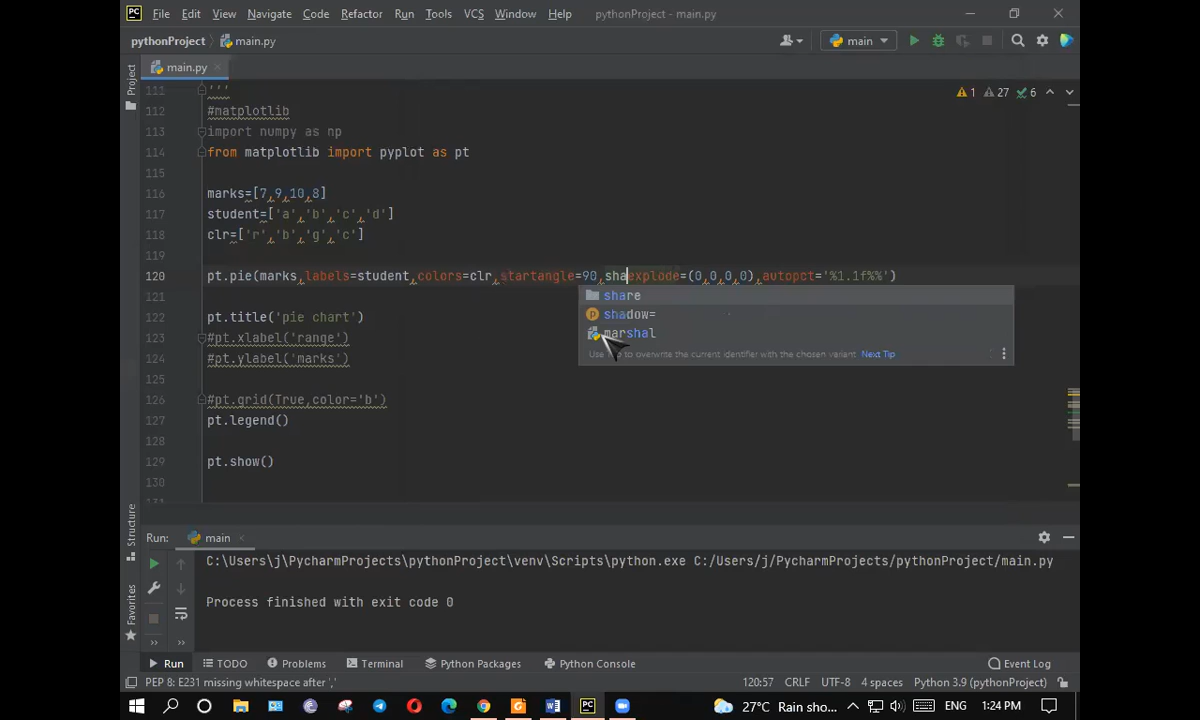 PC File Edit View Navigate Code Refactor Run Tools VCS Window Help pythonProject - main.py
pythonProject main.py main
Project main.py
111 '''
112 #matplotlib
113 import numpy as np
114 from matplotlib import pyplot as pt
115
116 marks=[7,9,10,8]
117 student=['a','b','c','d']
118 clr=['r','b','g','c']
119
120 pt.pie(marks,labels=student,colors=clr,startangle=90,shaexplode=(0,0,0,0),autopct='%1.1f%%')
share
pt.title('pie chart') p shadow=
123 #pt.xlabel('range') marshal
124 #pt.ylabel('marks') to overwrite the current identifier with the chosen variant Next Tip
125
126 #pt.grid(True,color='b')
127 pt.legend()
128
129 pt.show()
130
1 27 6
Structure
Favorites
Run: main
C:\Users\j\PycharmProjects\pythonProject\venv\Scripts\python.exe C:/Users/j/PycharmProjects/pythonProject/main.py
Process finished with exit code 0
Run TODO Problems Terminal Python Packages Python Console Event Log
PEP 8: E231 missing whitespace after ',' 120:57 CRLF UTF-8 4 spaces Python 3.9 (pythonProject)
27°C Rain sho... ENG 1:24 PM